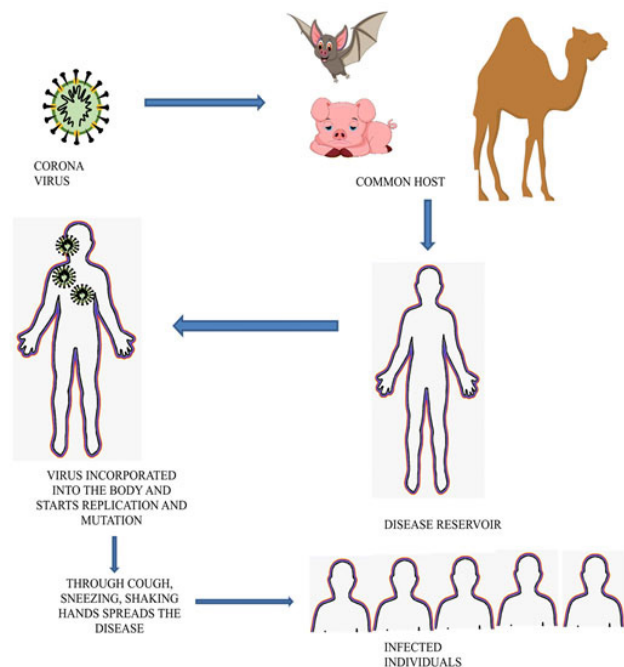 CORONA
VIRUS
COMMON HOST
DISEASE RESERVOIR
VIRUS INCORPORATED
INTO THE BODY AND
STARTS REPLICATION AND
MUTATION
THROUGH COUGH,
SNEEZING, SHAKING
HANDS SPREADS THE
DISEASE
INFECTED
INDIVIDUALS